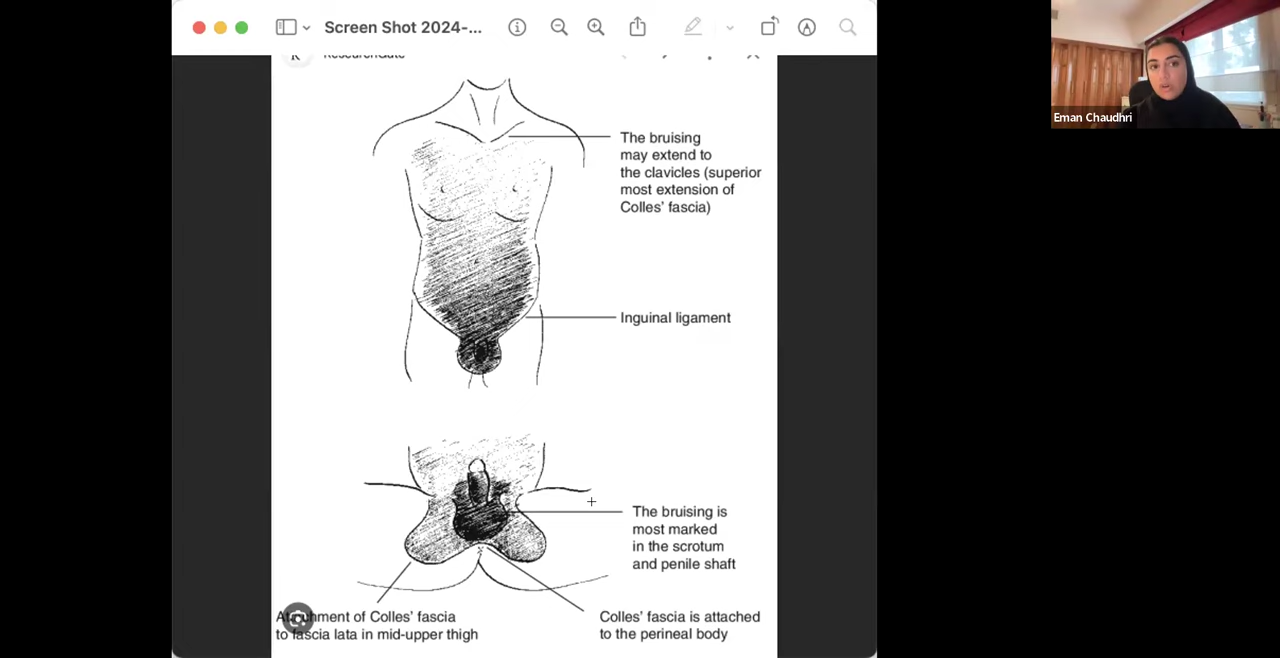 Screen Shot 2024-...
ResearchGate
Eman Chaudhri
The bruising
may extend to
the clavicles (superior
most extension of
Colles' fascia)
Inguinal ligament
The bruising is
most marked
in the scrotum
and penile shaft
Attachment of Colles' fascia
to fascia lata in mid-upper thigh
Colles' fascia is attached
to the perineal body